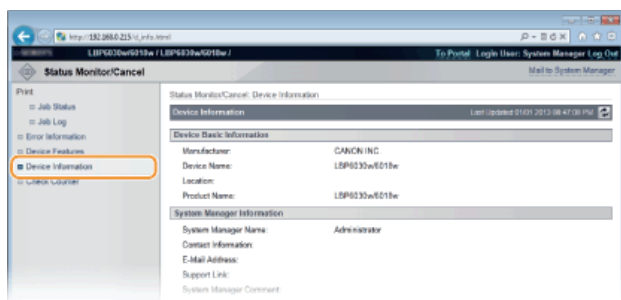 http://192.168.0.215/d_info.html
LBP6030w/6018w / LBP6030w/6018w /
To Portal Login User: System Manager Log Out
Status Monitor/Cancel
Mail to System Manager
Print
Job Status
Job Log
Error Information
Device Features
Device Information
Check Counter
Status Monitor/Cancel: Device Information
Device Information
Last Updated 01/01 2013 08:47:08 PM
Device Basic Information
Manufacturer: CANON INC.
Device Name: LBP6030w/6018w
Location:
Product Name: LBP6030w/6018w
System Manager Information
System Manager Name: Administrator
Contact Information:
E-Mail Address:
Support Link:
System Manager Comment: